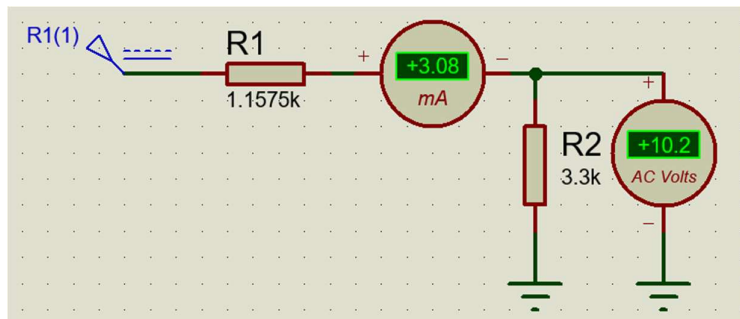 R1(1)
R1
1.1575k
+
+3.08
mA
−
R2
3.3k
+
+10.2
AC Volts
−